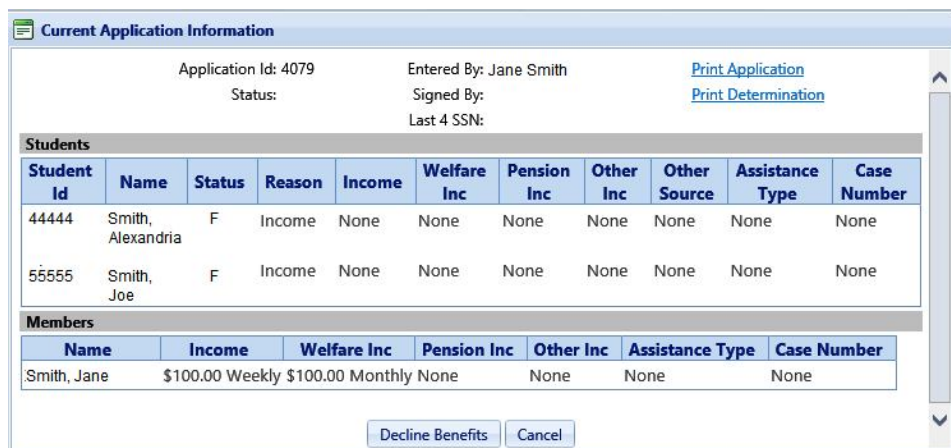 Current Application Information
Application Id: 4079 Entered By: Jane Smith Print Application
Status: Signed By: Print Determination
Last 4 SSN:
Students
Student Id Name Status Reason Income Welfare Inc Pension Inc Other Inc Other Source Assistance Type Case Number
44444 Smith, Alexandria F Income None None None None None None None
55555 Smith, Joe F Income None None None None None None None
Members
Name Income Welfare Inc Pension Inc Other Inc Assistance Type Case Number
Smith, Jane $100.00 Weekly $100.00 Monthly None None None None
Decline Benefits Cancel